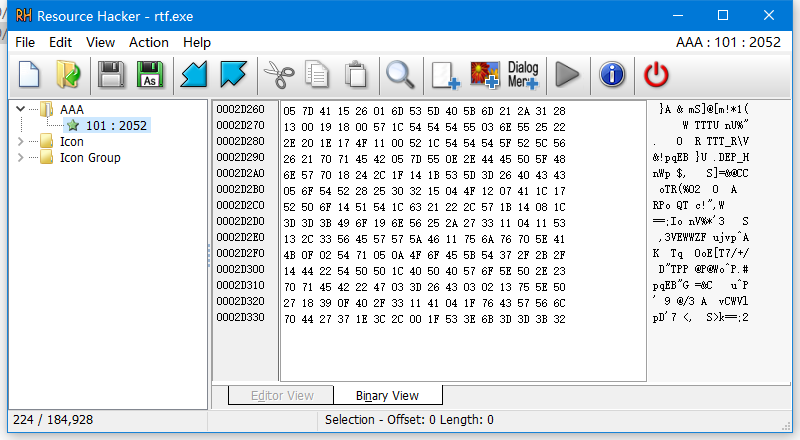 Resource Hacker - rtf.exe
File Edit View Action Help AAA : 101 : 2052
As Dialog Menu
AAA
101 : 2052
Icon
Icon Group
0002D260 05 7D 41 15 26 01 6D 53 5D 40 5B 6D 21 2A 31 28 }A & mS]@[m!*1(
0002D270 13 00 19 18 00 57 1C 54 54 54 55 03 6E 55 25 22 W TTTU nU%"
0002D280 2E 20 1E 17 4F 11 00 52 1C 54 54 54 5F 52 5C 56 . O R TTT_R\V
0002D290 26 21 70 71 45 42 05 7D 55 0E 2E 44 45 50 5F 48 &!pqEB }U .DEP_H
0002D2A0 6E 57 70 18 24 2C 1F 14 1B 53 5D 3D 26 40 43 43 nWp $, S]=&@CC
0002D2B0 05 6F 54 52 28 25 30 32 15 04 4F 12 07 41 1C 17 oTR(%02 O A
0002D2C0 52 50 6F 14 51 54 1C 63 21 22 2C 57 1B 14 08 1C RPo QT c!",W
0002D2D0 3D 3D 3B 49 6F 19 6E 56 25 2A 27 33 11 04 11 53 ==;Io nV%*'3 S
0002D2E0 13 2C 33 56 45 57 57 5A 46 11 75 6A 76 70 5E 41 ,3VEWWZF ujvp^A
0002D2F0 4B 0F 02 54 71 05 0A 4F 6F 45 5B 54 37 2F 2B 2F K Tq OoE[T7/+/
0002D300 14 44 22 54 50 50 1C 40 50 40 57 6F 5E 50 2E 23 D"TPP @P@Wo^P.#
0002D310 70 71 45 42 22 47 03 3D 26 43 03 02 13 75 5E 50 pqEB"G =&C u^P
0002D320 27 18 39 0F 40 2F 33 11 41 04 1F 76 43 57 56 6C ' 9 @/3 A vCWVl
0002D330 70 44 27 37 1E 3C 2C 00 1F 53 3E 6B 3D 3D 3B 32 pD'7 <, S>k==;2
Editor View Binary View
224 / 184,928 Selection - Offset: 0 Length: 0